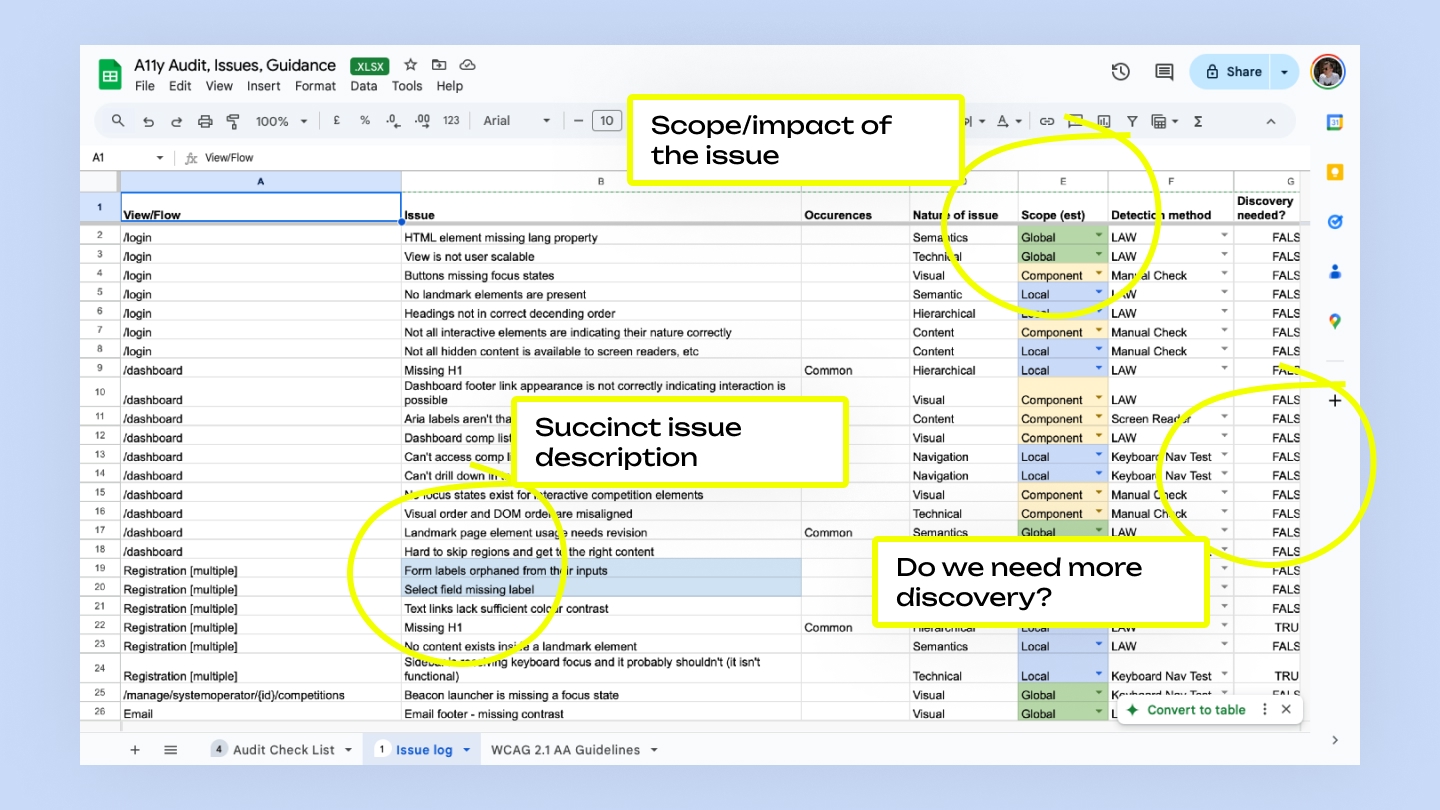 A11y Audit, Issues, Guidance .XLSX
File Edit View Insert Format Data Tools Help
Share
100% £ % .0 .00 123 Arial 10
Scope/impact of
the issue
A1 fx View/Flow
A B E F G
1 View/Flow Issue Occurences Nature of issue Scope (est) Detection method Discovery needed?
2 /login HTML element missing lang property Semantics Global LAW FALS
3 /login View is not user scalable Technical Global LAW FALS
4 /login Buttons missing focus states Visual Component Manual Check FALS
5 /login No landmark elements are present Semantic Local LAW FALS
6 /login Headings not in correct decending order Hierarchical Local LAW FALS
7 /login Not all interactive elements are indicating their nature correctly Content Component Manual Check FALS
8 /login Not all hidden content is available to screen readers, etc Content Local Manual Check FALS
9 /dashboard Missing H1 Common Hierarchical Local LAW FALS
10 /dashboard Dashboard footer link appearance is not correctly indicating interaction is possible Visual Component LAW FALS
11 /dashboard Aria labels aren't Content Component Screen Reader FALS
12 /dashboard Dashboard comp Visual Component LAW FALS
13 /dashboard Can't access comp Navigation Local Keyboard Nav Test FALS
14 /dashboard Can't drill down in Navigation Local Keyboard Nav Test FALS
Succinct issue
description
15 /dashboard No focus states exist for interactive competition elements Visual Component Manual Check FALS
16 /dashboard Visual order and DOM order are misaligned Technical Component Manual Check FALS
17 /dashboard Landmark page element usage needs revision Common Semantics Global LAW FALS
18 /dashboard Hard to skip regions and get to the right content FALS
19 Registration [multiple] Form labels orphaned from their inputs FALS
20 Registration [multiple] Select field missing label FALS
21 Registration [multiple] Text links lack sufficient colour contrast FALS
Do we need more
discovery?
22 Registration [multiple] Missing H1 Common Hierarchical Local LAW TRU
23 Registration [multiple] No content exists inside a landmark element Semantics Local LAW FALS
24 Registration [multiple] Sidebar is receiving keyboard focus and it probably shouldn't (it isn't functional) Technical Local Keyboard Nav Test TRU
25 /manage/systemoperator/{id}/competitions Beacon launcher is missing a focus state Visual Global Keyboard Nav Test FALS
26 Email Email footer - missing contrast Visual Global
Convert to table
4 Audit Check List 1 Issue log WCAG 2.1 AA Guidelines